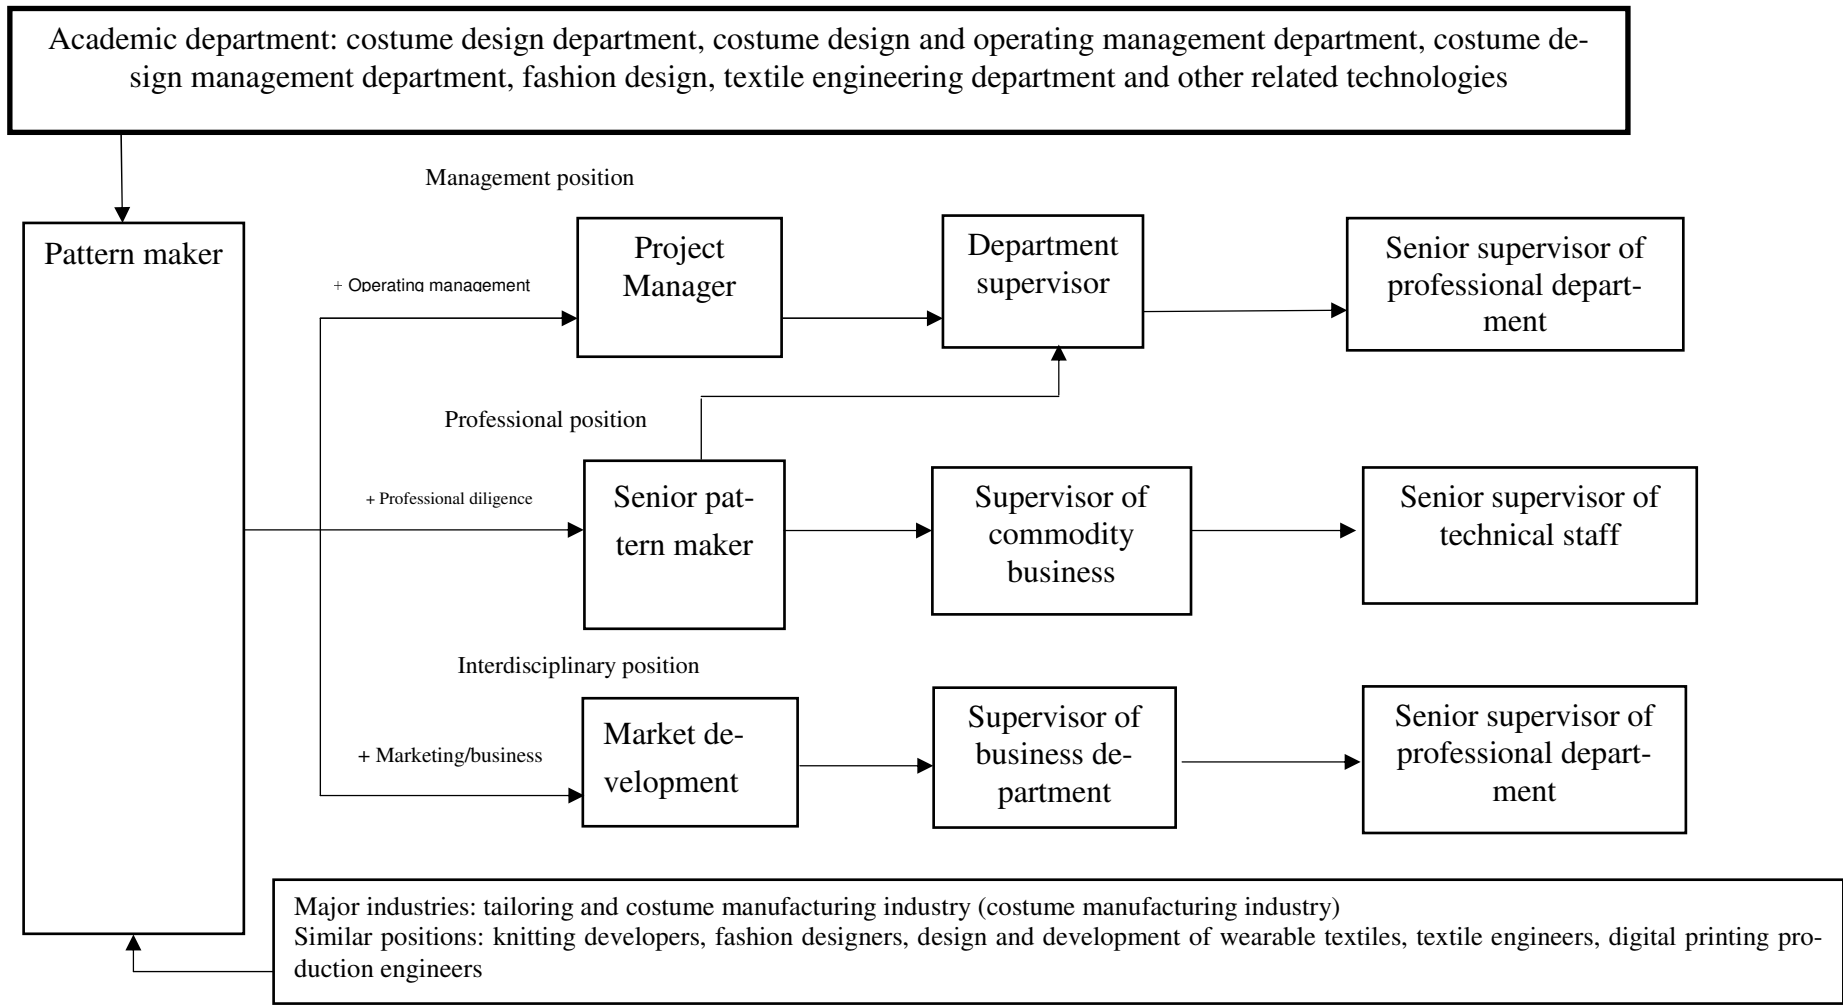 Academic department: costume design department, costume design and operating management department, costume de-
sign management department, fashion design, textile engineering department and other related technologies
Management position
Pattern maker
+ Operating management
Project
Manager
Department
supervisor
Senior supervisor of
professional depart-
ment
Professional position
+ Professional diligence
Senior pat-
tern maker
Supervisor of
commodity
business
Senior supervisor of
technical staff
Interdisciplinary position
+ Marketing/business
Market de-
velopment
Supervisor of
business de-
partment
Senior supervisor of
professional depart-
ment
Major industries: tailoring and costume manufacturing industry (costume manufacturing industry)
Similar positions: knitting developers, fashion designers, design and development of wearable textiles, textile engineers, digital printing pro-
duction engineers